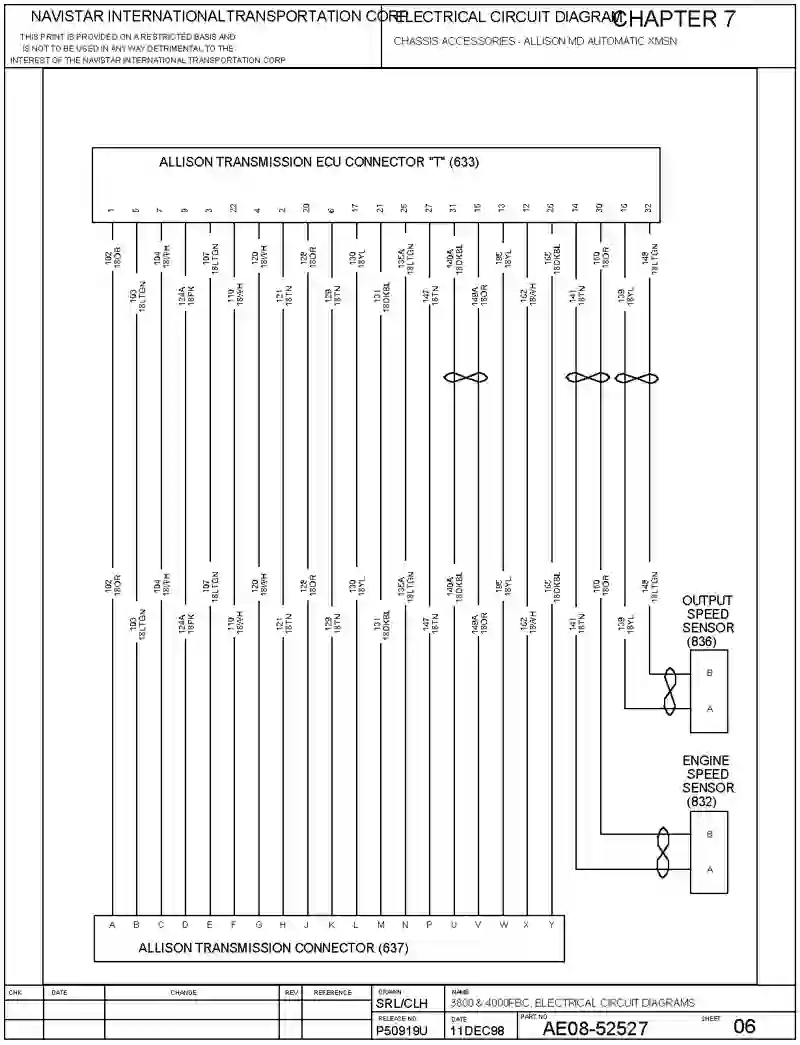 NAVISTAR INTERNATIONAL TRANSPORTATION CORP.
THIS PRINT IS PROVIDED ON A RESTRICTED BASIS AND
IS NOT TO BE USED IN ANY WAY DETRIMENTAL TO THE
INTEREST OF THE NAVISTAR INTERNATIONAL TRANSPORTATION CORP
ELECTRICAL CIRCUIT DIAGRAM
CHAPTER 7
CHASSIS ACCESSORIES - ALLISON MD AUTOMATIC XMSN
ALLISON TRANSMISSION ECU CONNECTOR "T" (633)
1 5 7 9 3 22 4 2 20 6 17 21 25 27 31 15 13 12 26 14 30 16 32
102 18OR
103 18LTGN
104 18WH
124A 18PK
107 18LTGN
110 18WH
120 18WH
121 18TN
128 18OR
129 18TN
130 18YL
131 18DKBL
135A 18LTGN
147 18TN
140A 18DKBL
149A 18OR
195 18YL
162 18WH
165 18DKBL
141 18TN
150 18OR
139 18YL
148 18LTGN
102 18OR
103 18LTGN
104 18WH
124A 18PK
107 18LTGN
110 18WH
120 18WH
121 18TN
128 18OR
129 18TN
130 18YL
131 18DKBL
135A 18LTGN
147 18TN
140A 18DKBL
149A 18OR
195 18YL
162 18WH
165 18DKBL
141 18TN
150 18OR
139 18YL
148 18LTGN
OUTPUT
SPEED
SENSOR
(836)
B
A
ENGINE
SPEED
SENSOR
(832)
B
A
A B C D E F G H J K L M N P U V W X Y
ALLISON TRANSMISSION CONNECTOR (637)
CHK DATE CHANGE REV REFERENCE
DRAWN
SRL/CLH
NAME
3800 & 4000FBC, ELECTRICAL CIRCUIT DIAGRAMS
RELEASE NO.
P50919U
DATE
11DEC98
PART NO
AE08-52527
SHEET
06